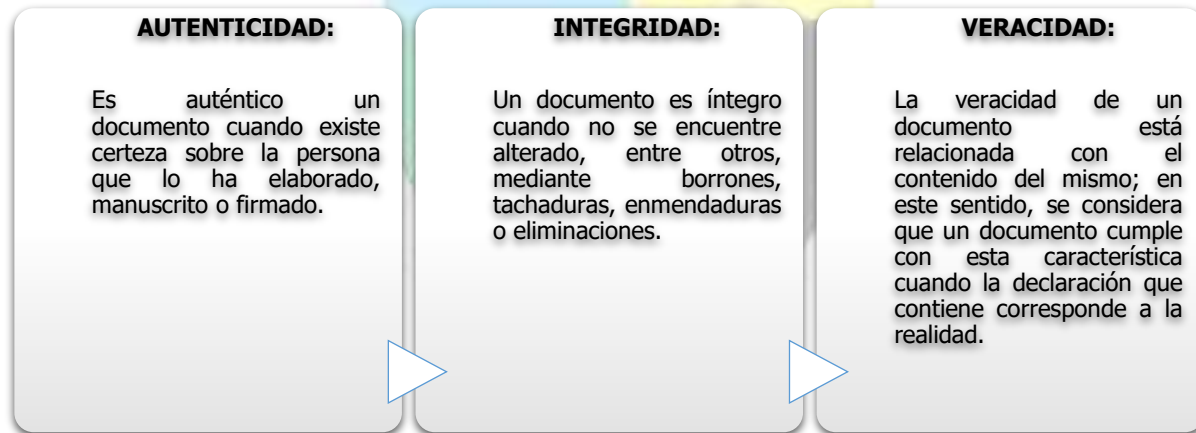 AUTENTICIDAD:
Es auténtico un
documento cuando existe
certeza sobre la persona
que lo ha elaborado,
manuscrito o firmado.
INTEGRIDAD:
Un documento es íntegro
cuando no se encuentre
alterado, entre otros,
mediante borrones,
tachaduras, enmendaduras
o eliminaciones.
VERACIDAD:
La veracidad de un
documento está
relacionada con el
contenido del mismo; en
este sentido, se considera
que un documento cumple
con esta característica
cuando la declaración que
contiene corresponde a la
realidad.